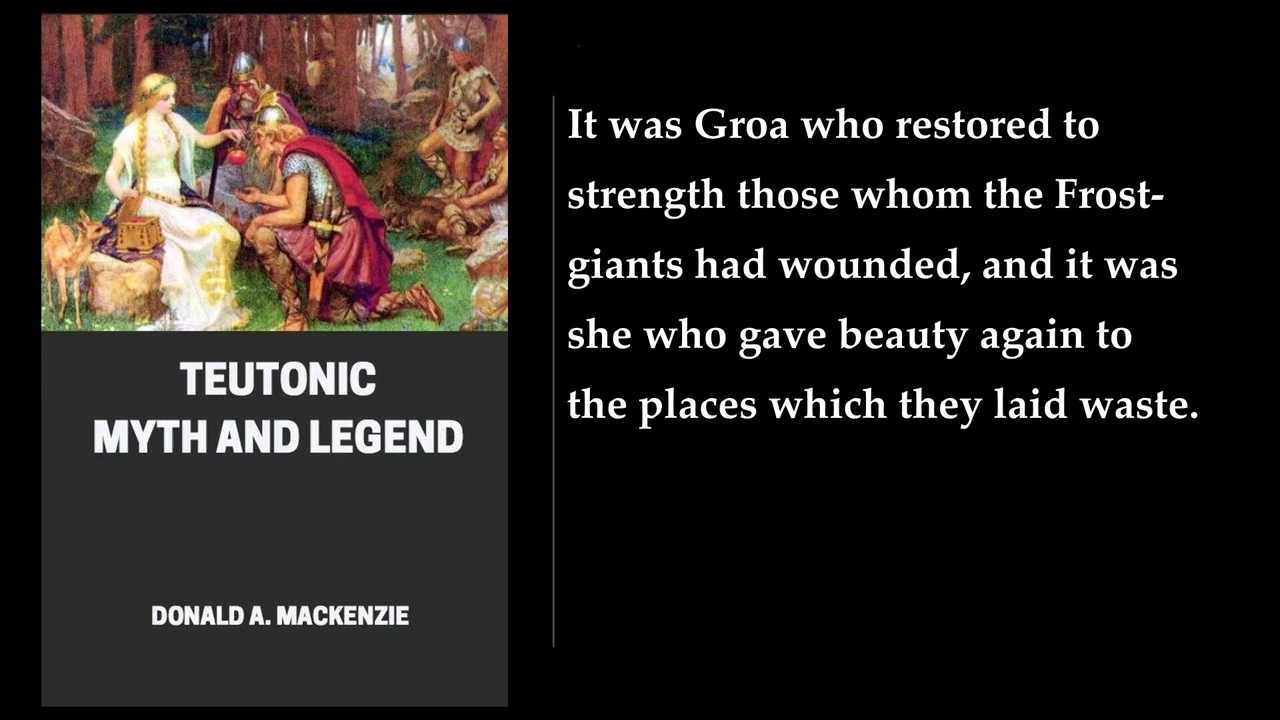 TEUTONIC
MYTH AND LEGEND
DONALD A. MACKENZIE
It was Groa who restored to
strength those whom the Frost-
giants had wounded, and it was
she who gave beauty again to
the places which they laid waste.